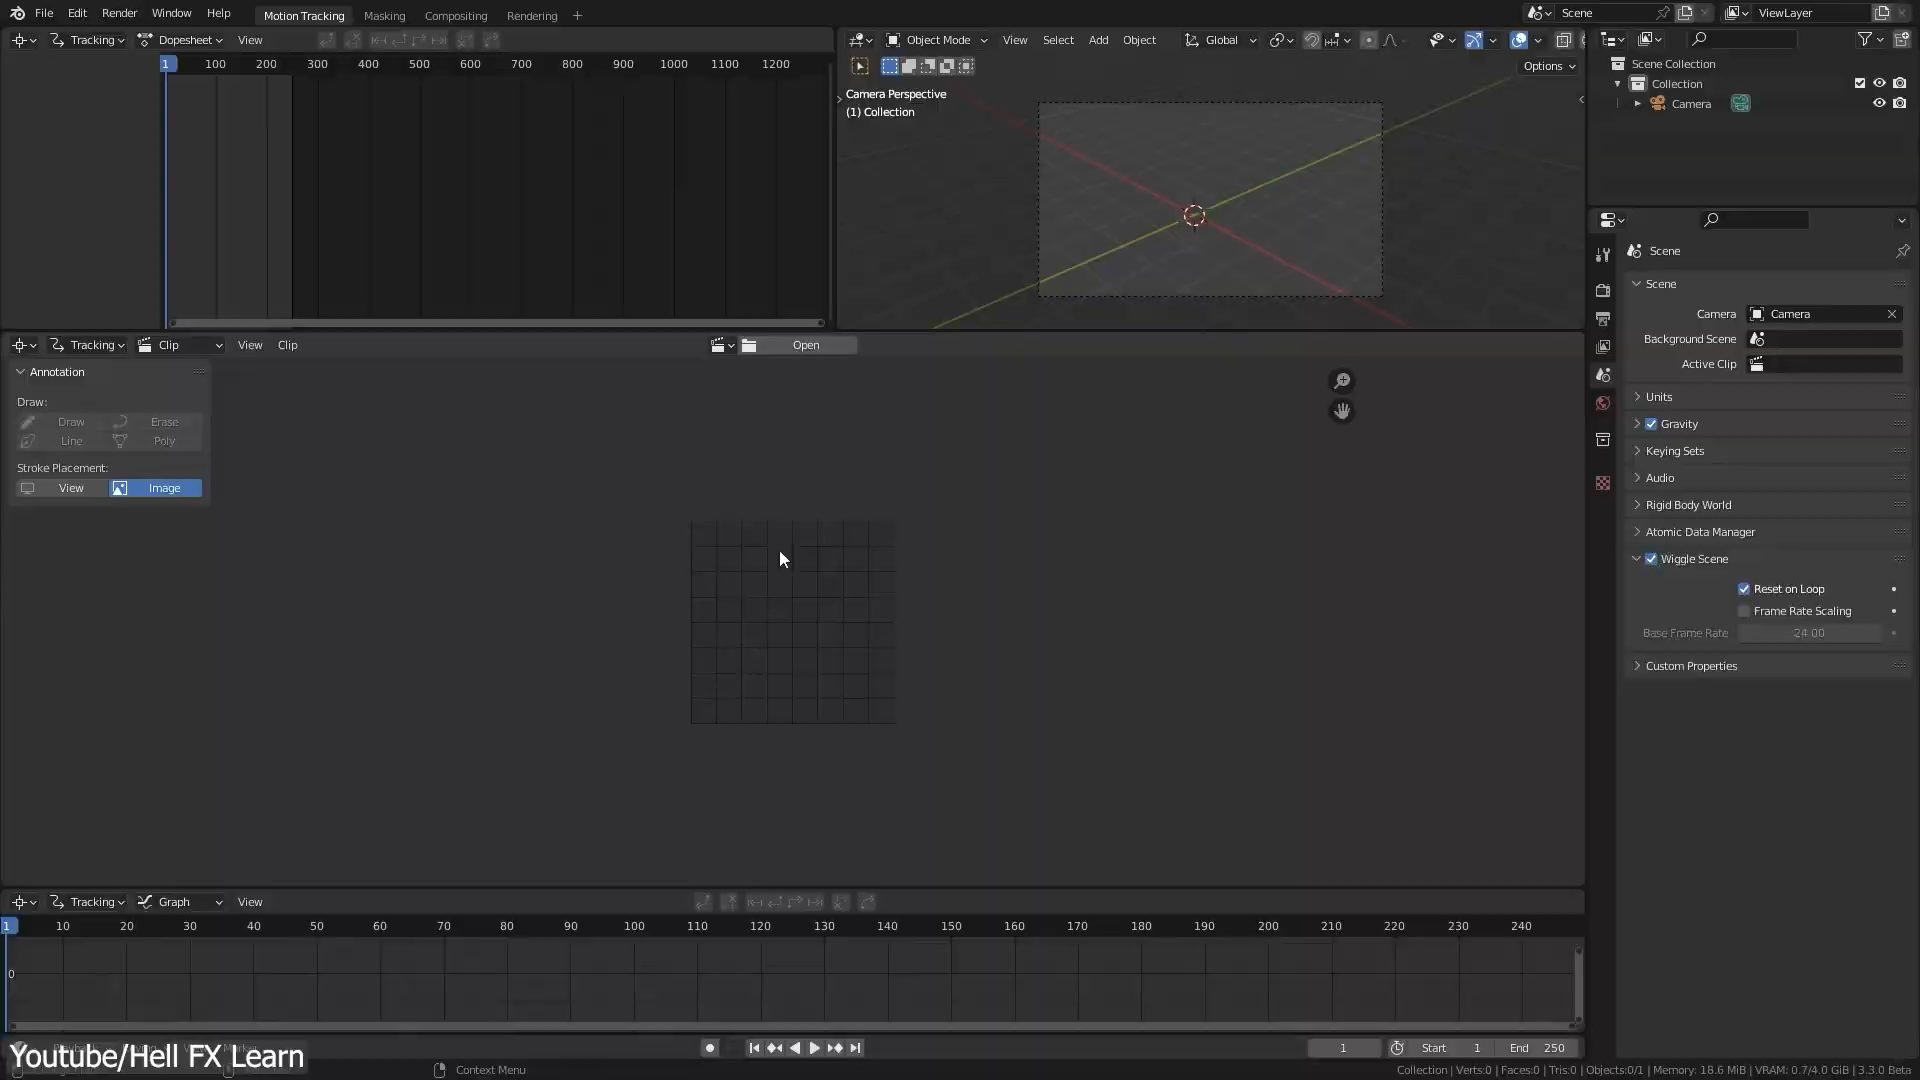 File Edit Render Window Help Motion Tracking Masking Compositing Rendering + Scene ViewLayer
Tracking Dopesheet View
1 100 200 300 400 500 600 700 800 900 1000 1100 1200
Object Mode View Select Add Object Global
Options
Camera Perspective
(1) Collection
Scene Collection
Collection
Camera
Tracking Clip View Clip Open
Annotation
Draw:
Draw Erase
Line Poly
Stroke Placement:
View Image
Scene
Scene
Camera Camera
Background Scene
Active Clip
Units
Gravity
Keying Sets
Audio
Rigid Body World
Atomic Data Manager
Wiggle Scene
Reset on Loop
Frame Rate Scaling
Base Frame Rate 24.00
Custom Properties
Tracking Graph View
1 10 20 30 40 50 60 70 80 90 100 110 120 130 140 150 160 170 180 190 200 210 220 230 240
0
1 Start 1 End 250
Youtube/Hell FX Learn
Context Menu
Collection | Verts:0 | Faces:0 | Tris:0 | Objects:0/1 | Memory: 18.6 MiB | VRAM: 0.7/4.0 GiB | 3.3.0 Beta